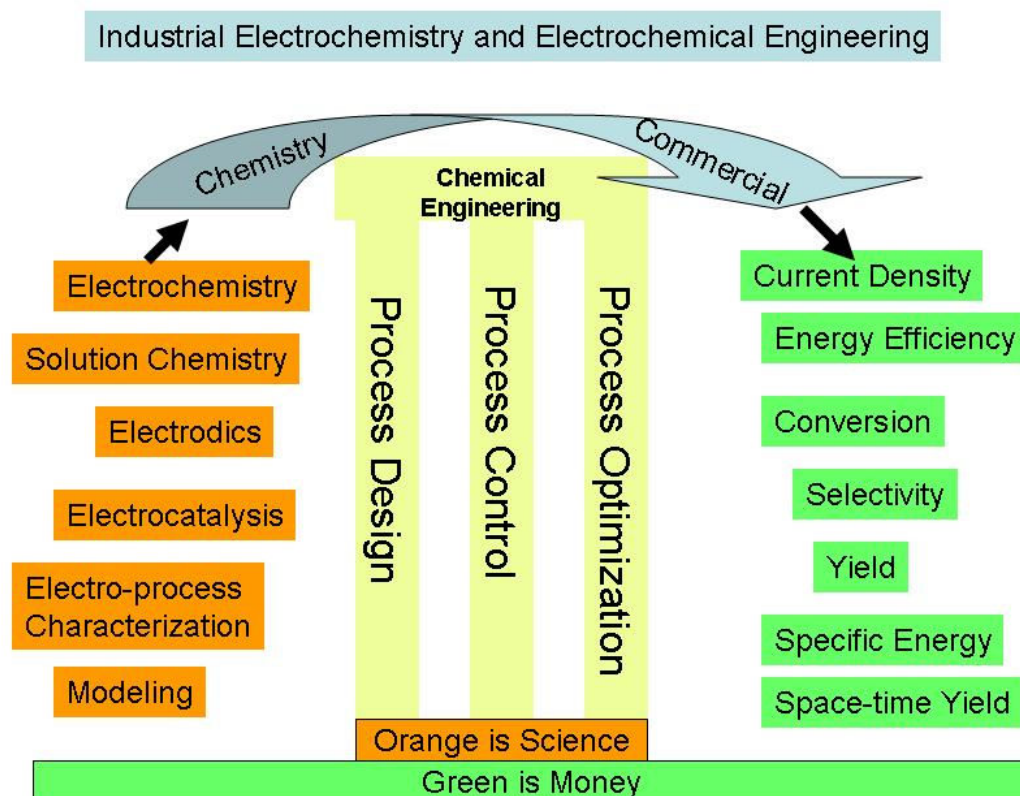 Industrial Electrochemistry and Electrochemical Engineering
Chemistry
Commercial
Chemical
Engineering
Electrochemistry
Solution Chemistry
Electrodics
Electrocatalysis
Electro-process
Characterization
Modeling
Process Design
Process Control
Process Optimization
Current Density
Energy Efficiency
Conversion
Selectivity
Yield
Specific Energy
Space-time Yield
Orange is Science
Green is Money